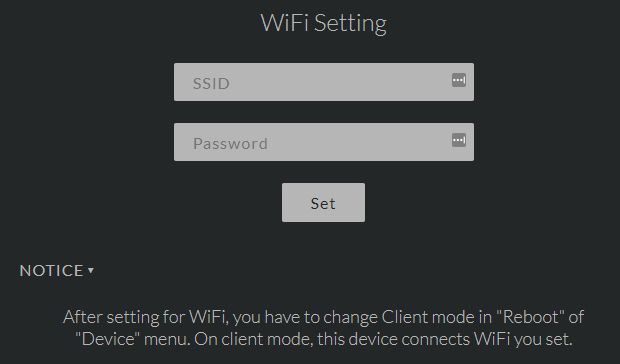 WiFi Setting
SSID
Password
Set
NOTICE ▾
After setting for WiFi, you have to change Client mode in "Reboot" of
"Device" menu. On client mode, this device connects WiFi you set.